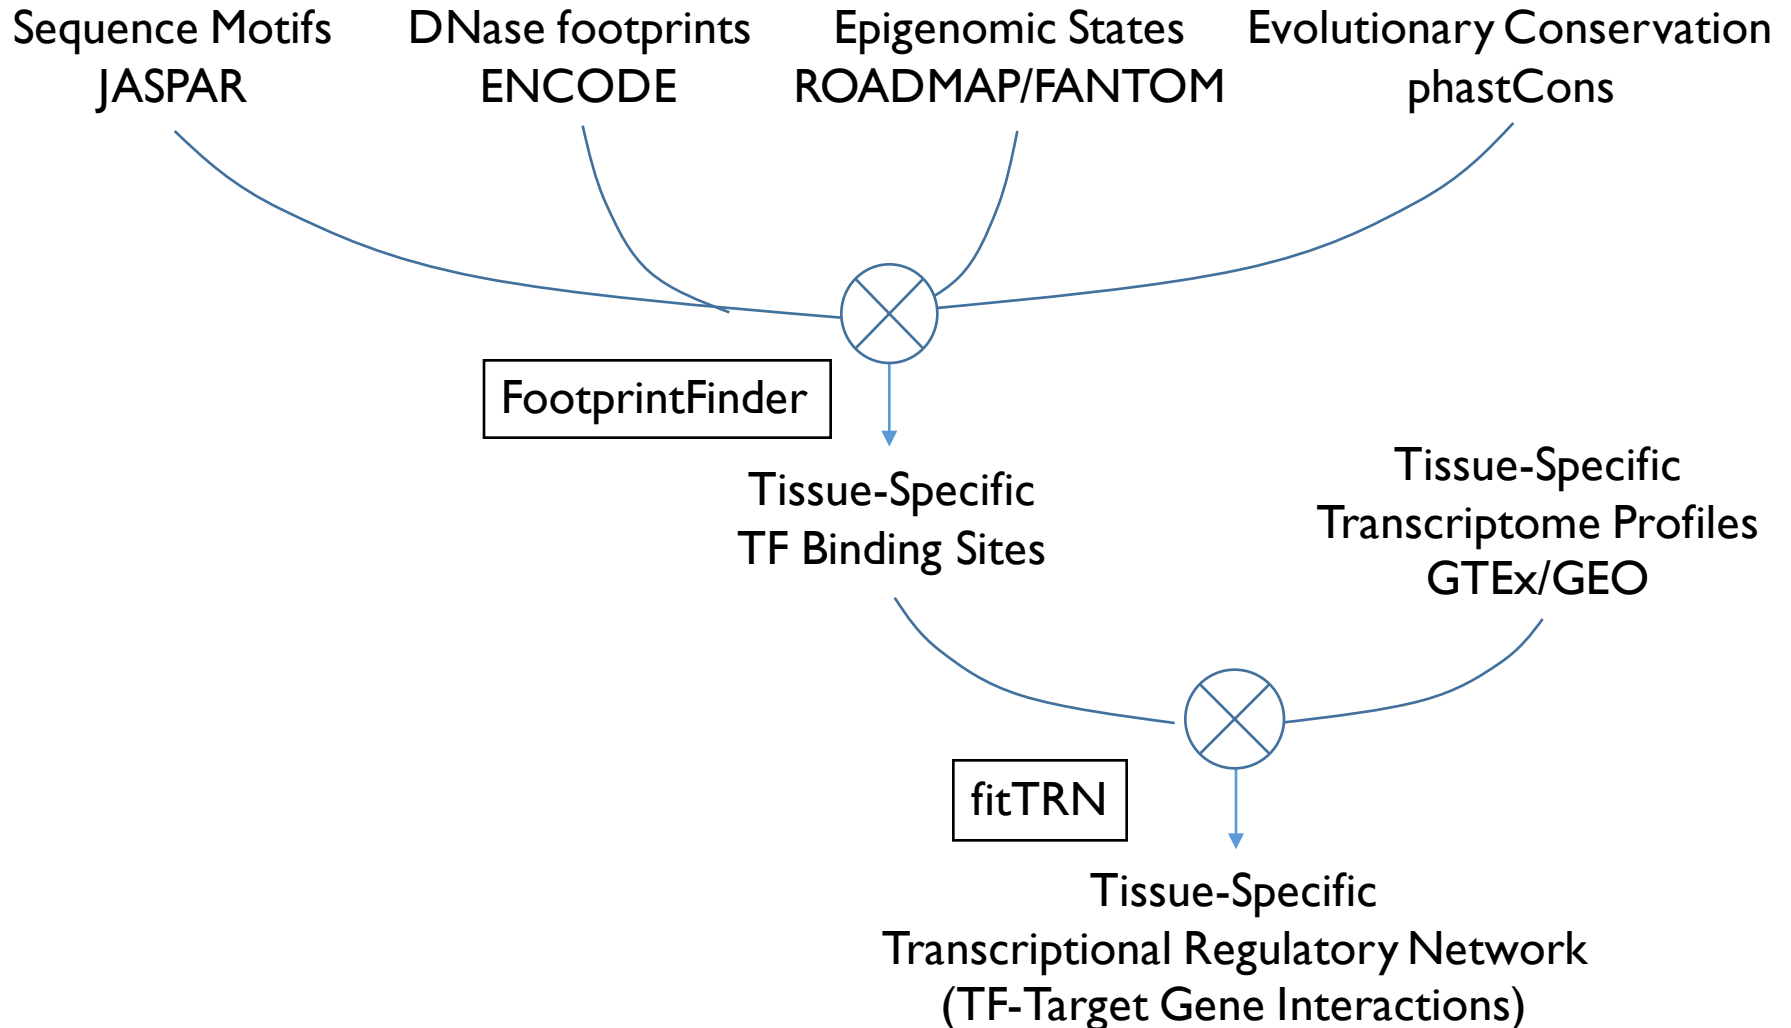 Sequence Motifs
JASPAR
DNase footprints
ENCODE
Epigenomic States
ROADMAP/FANTOM
Evolutionary Conservation
phastCons
FootprintFinder
Tissue-Specific
TF Binding Sites
Tissue-Specific
Transcriptome Profiles
GTEx/GEO
fitTRN
Tissue-Specific
Transcriptional Regulatory Network
(TF-Target Gene Interactions)